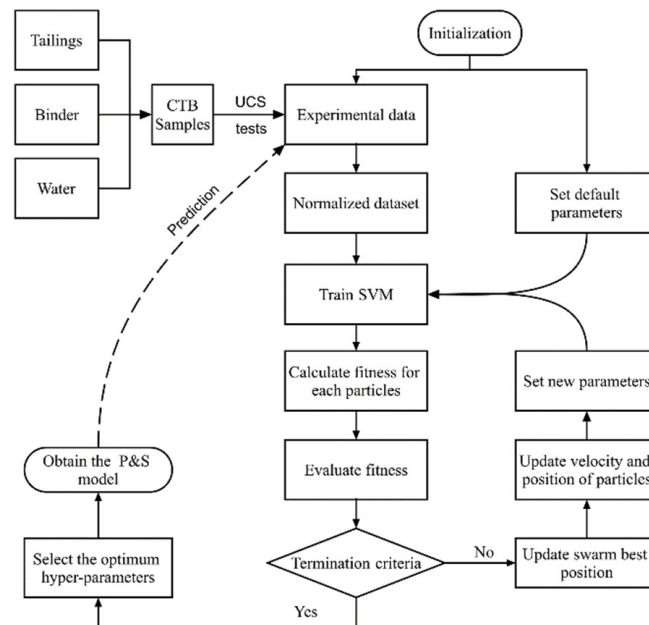 Tailings
Binder
Water
CTB
Samples
UCS
tests
Initialization
Experimental data
Normalized dataset
Set default
parameters
Prediction
Train SVM
Calculate fitness for
each particles
Set new parameters
Obtain the P&S
model
Evaluate fitness
Update velocity and
position of particles
Select the optimum
hyper-parameters
Termination criteria
No
Update swarm best
position
Yes